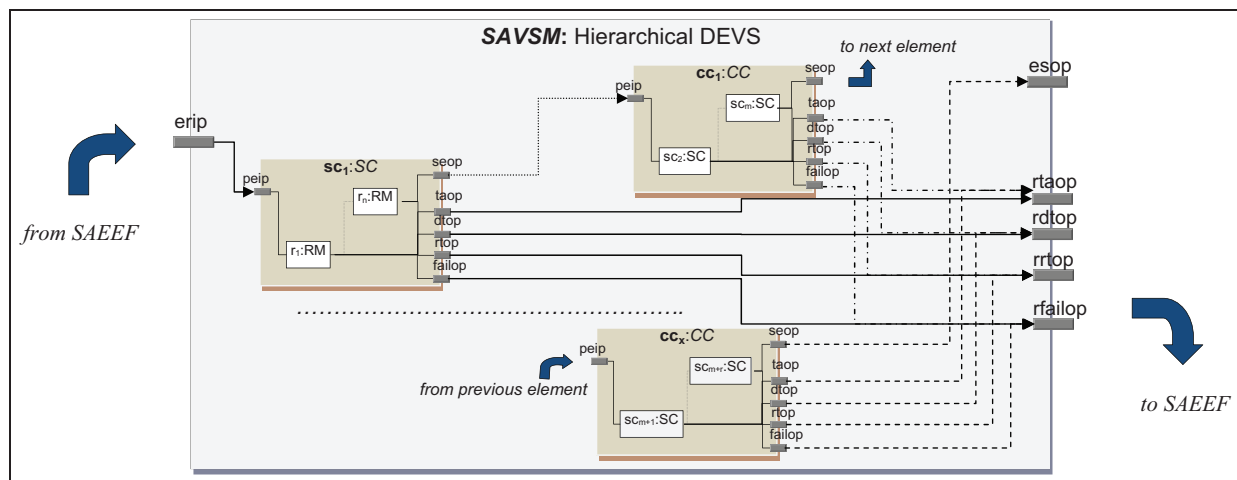 SAVSM: Hierarchical DEVS
to next element
seop
esop
cc1:CC
peip
taop
scm:SC
dtop
erip
rtop
sc2:SC
failop
sc1:SC
seop
peip
rn:RM
taop
rtaop
dtop
rdtop
from SAEEF
r1:RM
rtop
failop
rrtop
......................................................
rfailop
ccx:CC
seop
peip
scm+r:SC
taop
from previous element
dtop
to SAEEF
scm+1:SC
rtop
failop